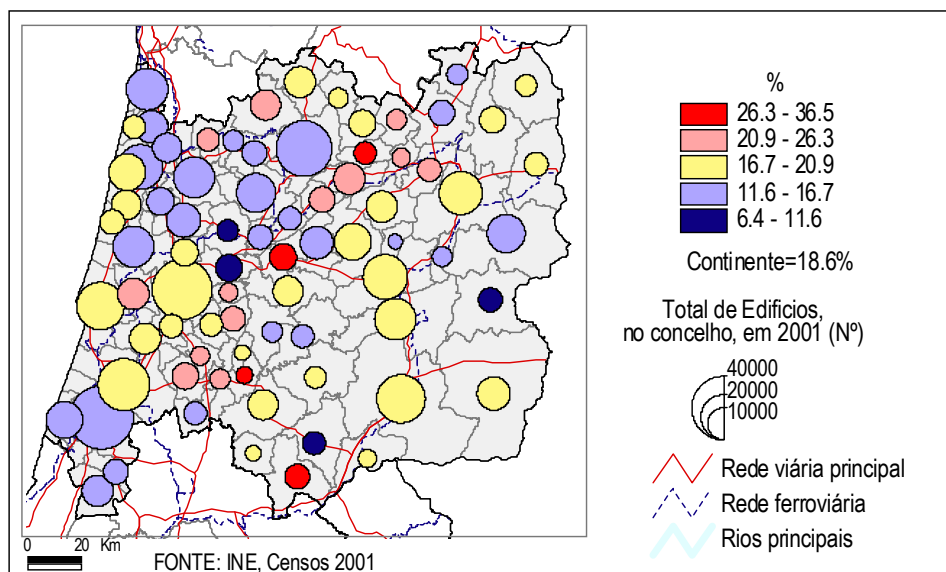 %
26.3 - 36.5
20.9 - 26.3
16.7 - 20.9
11.6 - 16.7
6.4 - 11.6
Continente=18.6%
Total de Edificios,
no concelho, em 2001 (Nº)
40000
20000
10000
Rede viária principal
Rede ferroviária
Rios principais
0 20 Km
FONTE: INE, Censos 2001